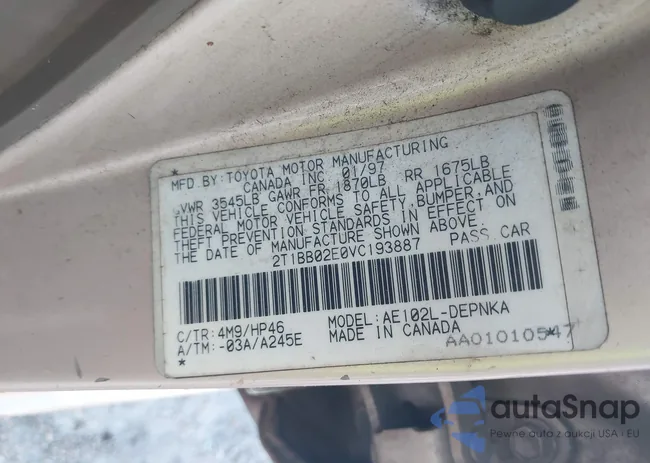 MFD.BY:TOYOTA MOTOR MANUFACTURING
CANADA INC. 01/97
.VWR 3545LB GAWR FR 1870LB RR 1675LB
THIS VEHICLE CONFORMS TO ALL APPLICABLE
FEDERAL MOTOR VEHICLE SAFETY,BUMPER,AND
THEFT PREVENTION STANDARDS IN EFFECT ON
THE DATE OF MANUFACTURE SHOWN ABOVE.
2T1BB02E0VC193887 PASS CAR
C/TR:4M9/HP46 MODEL:AE102L-DEPNKA
A/TM:-03A/A245E MADE IN CANADA
* AA01010547
autaSnap
Pewne auta z aukcji USA i EU